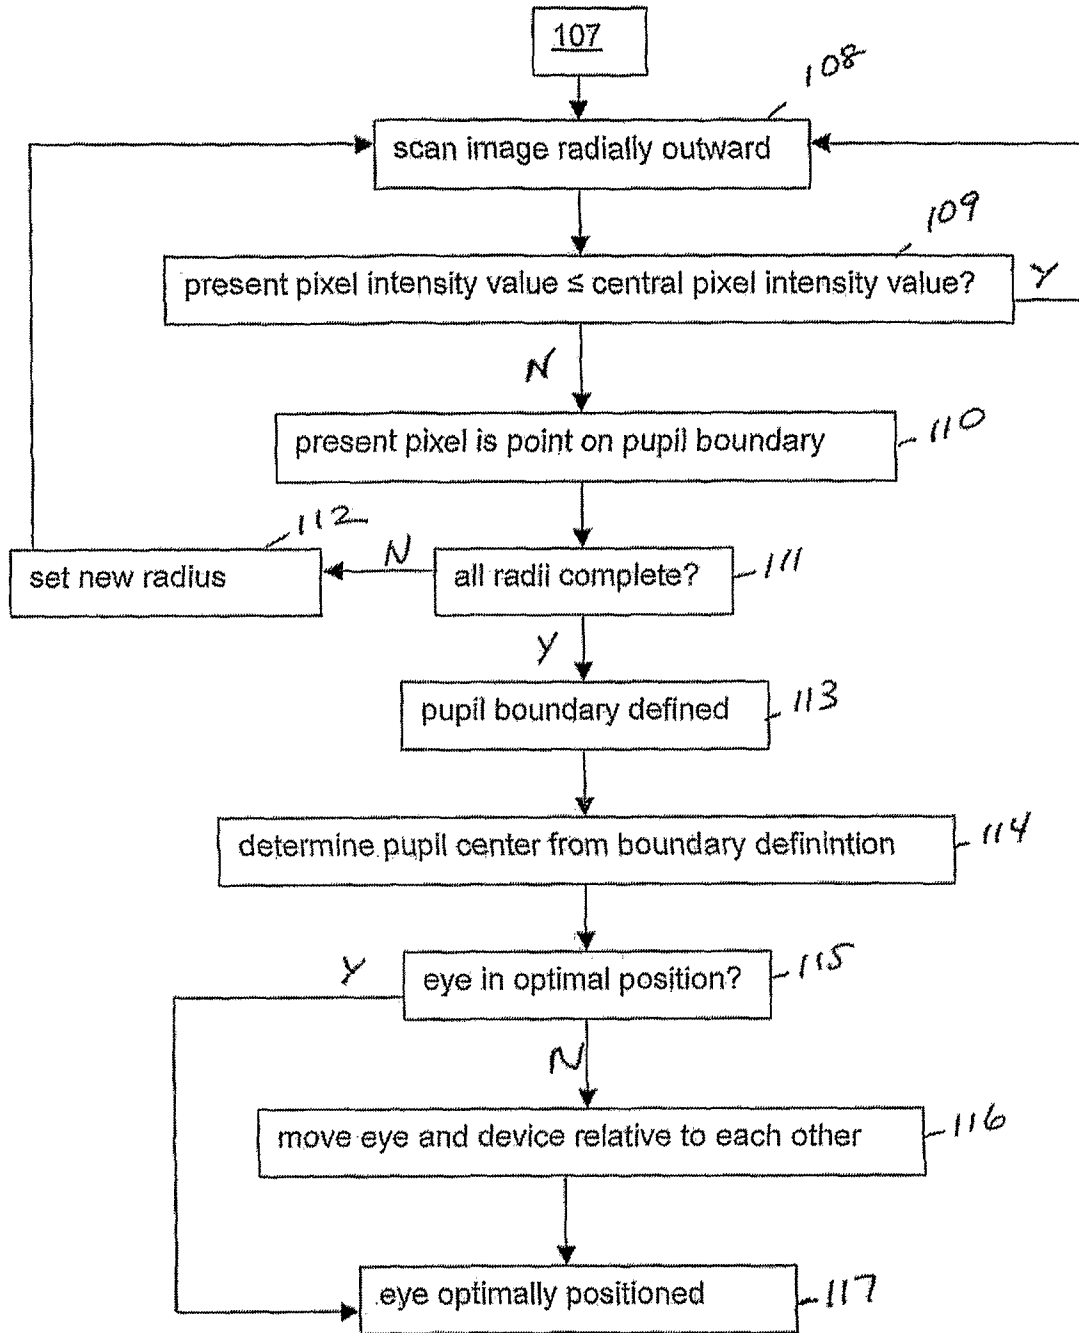 107
108
scan image radially outward
109
present pixel intensity value ≤ central pixel intensity value?
Y
N
present pixel is point on pupil boundary
110
112
N
set new radius
all radii complete?
111
Y
pupil boundary defined
113
determine pupil center from boundary definintion
114
Y
eye in optimal position?
115
N
move eye and device relative to each other
116
eye optimally positioned
117